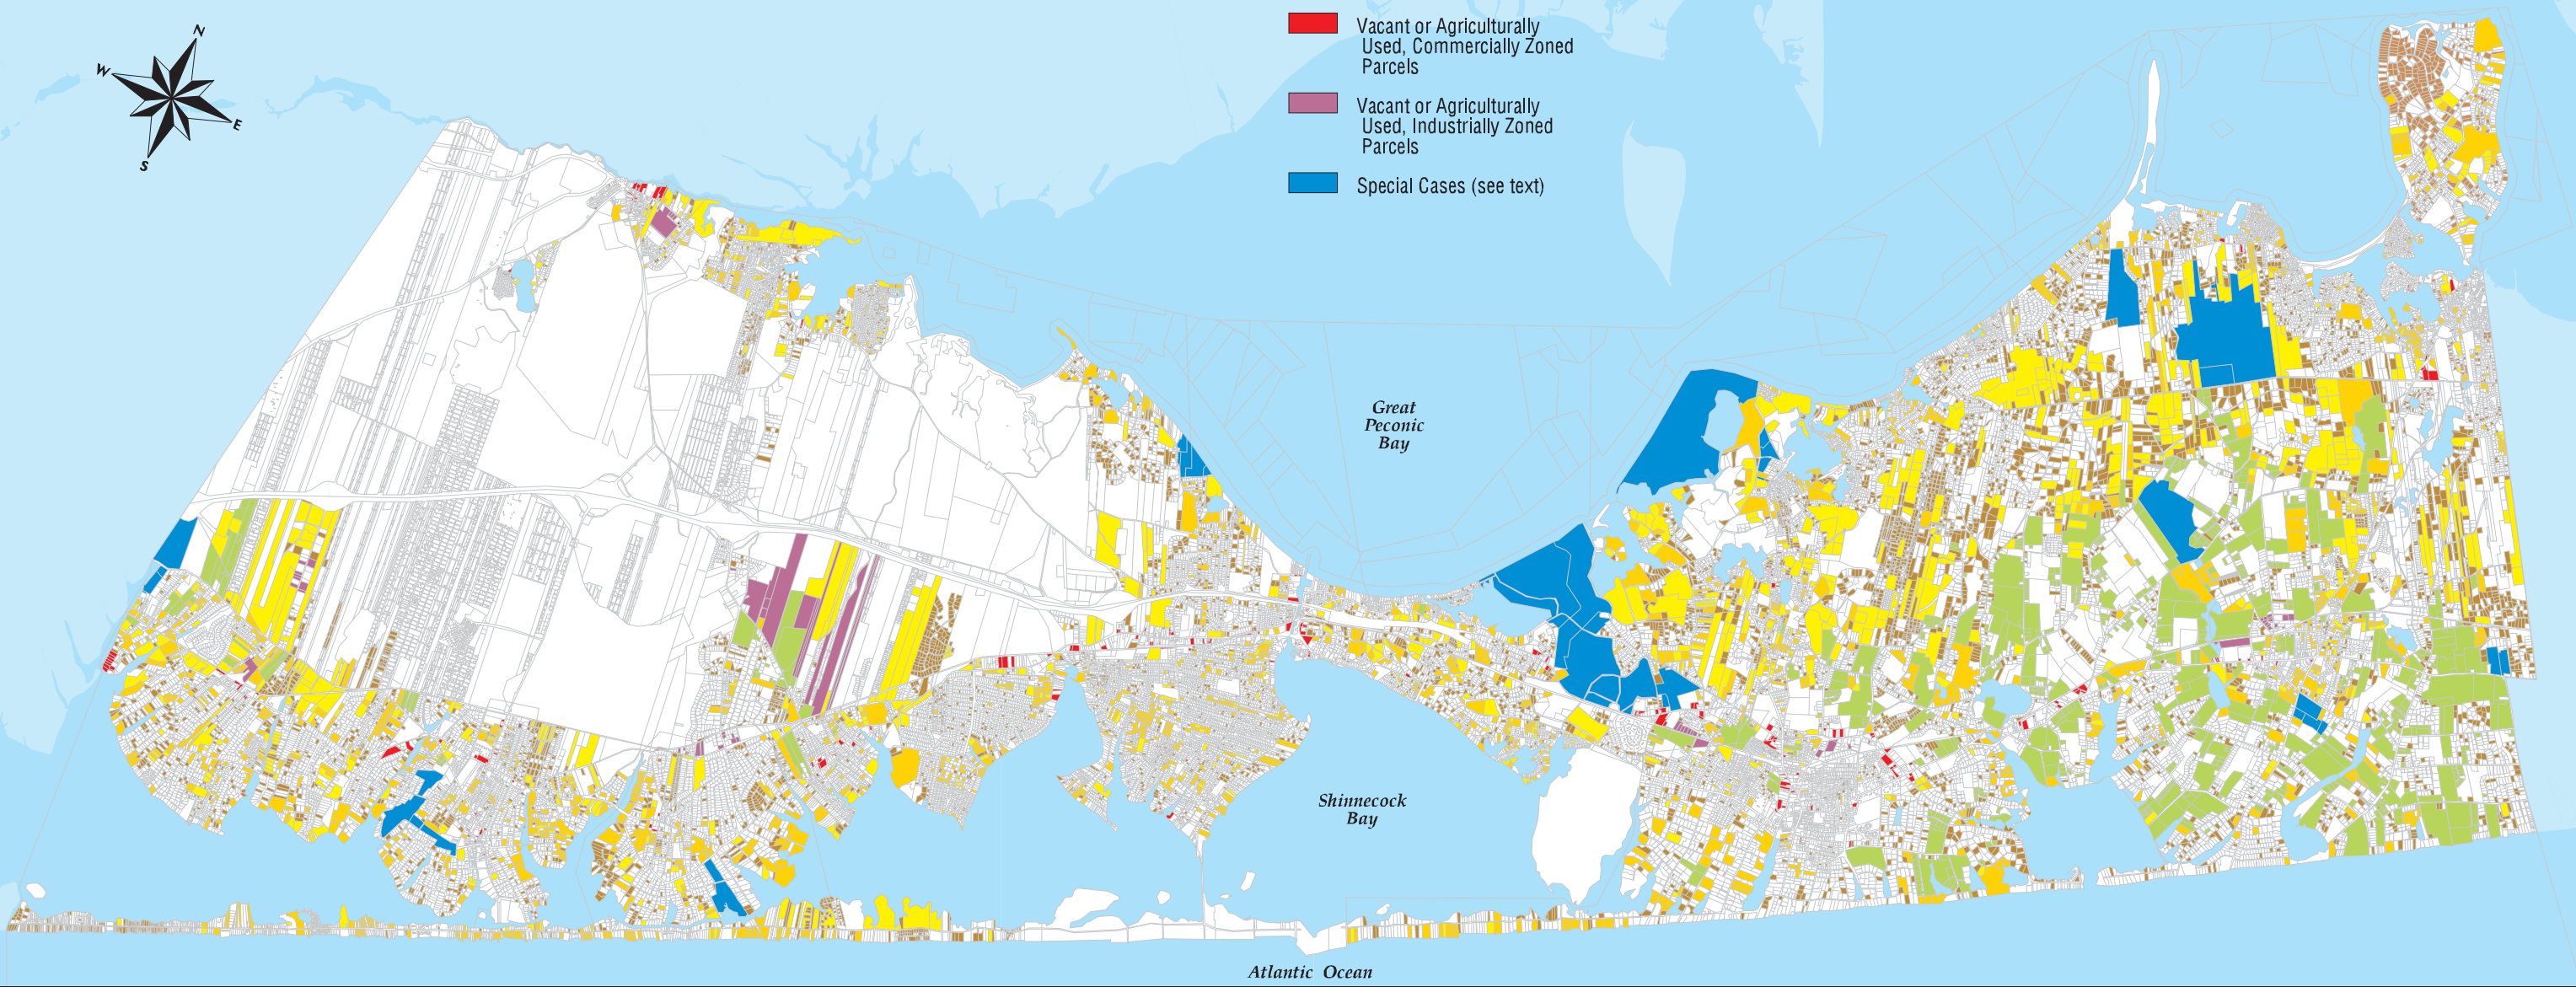 N
W
E
S
Vacant or Agriculturally
Used, Commercially Zoned
Parcels
Vacant or Agriculturally
Used, Industrially Zoned
Parcels
Special Cases (see text)
Great
Peconic
Bay
Shinnecock
Bay
Atlantic Ocean